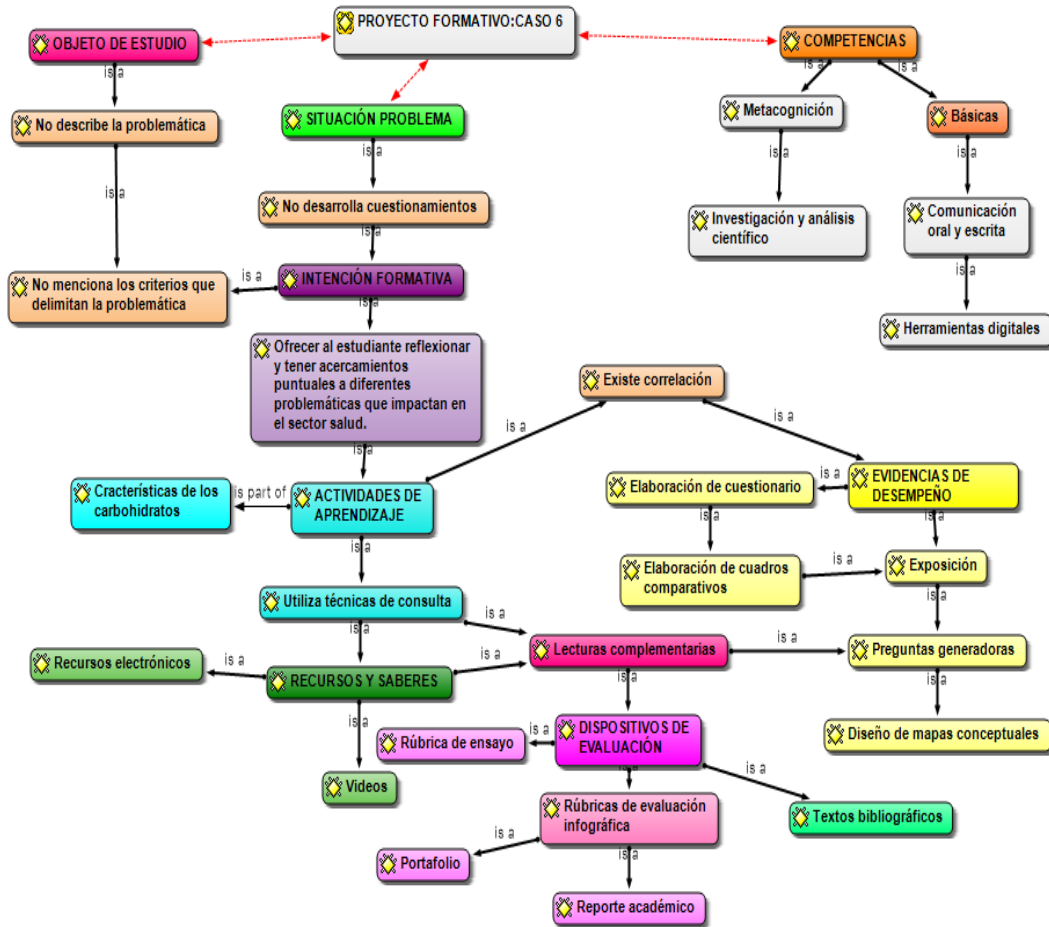 PROYECTO FORMATIVO:CASO 6
OBJETO DE ESTUDIO
COMPETENCIAS
is a
is a
is a
No describe la problemática
SITUACIÓN PROBLEMA
Metacognición
Básicas
is a
is a
No desarrolla cuestionamientos
Investigación y análisis
científico
Comunicación
oral y escrita
is a
No menciona los criterios que
delimitan la problemática
is a
INTENCIÓN FORMATIVA
Herramientas digitales
is a
Ofrecer al estudiante reflexionar
y tener acercamientos
puntuales a diferentes
problemáticas que impactan en
el sector salud.
Existe correlación
is a
is a
is a
Cracterísticas de los
carbohidratos
is part of
ACTIVIDADES DE
APRENDIZAJE
Elaboración de cuestionario
is a
EVIDENCIAS DE
DESEMPEÑO
is a
is a
is a
Elaboración de cuadros
comparativos
is a
Exposición
Utiliza técnicas de consulta
is a
is a
is a
Recursos electrónicos
is a
RECURSOS Y SABERES
is a
Lecturas complementarias
is a
Preguntas generadoras
is a
is a
is a
Rúbrica de ensayo
is a
DISPOSITIVOS DE
EVALUACIÓN
Diseño de mapas conceptuales
is a
is a
Videos
Rúbricas de evaluación
infográfica
Textos bibliográficos
is a
Portafolio
is a
Reporte académico